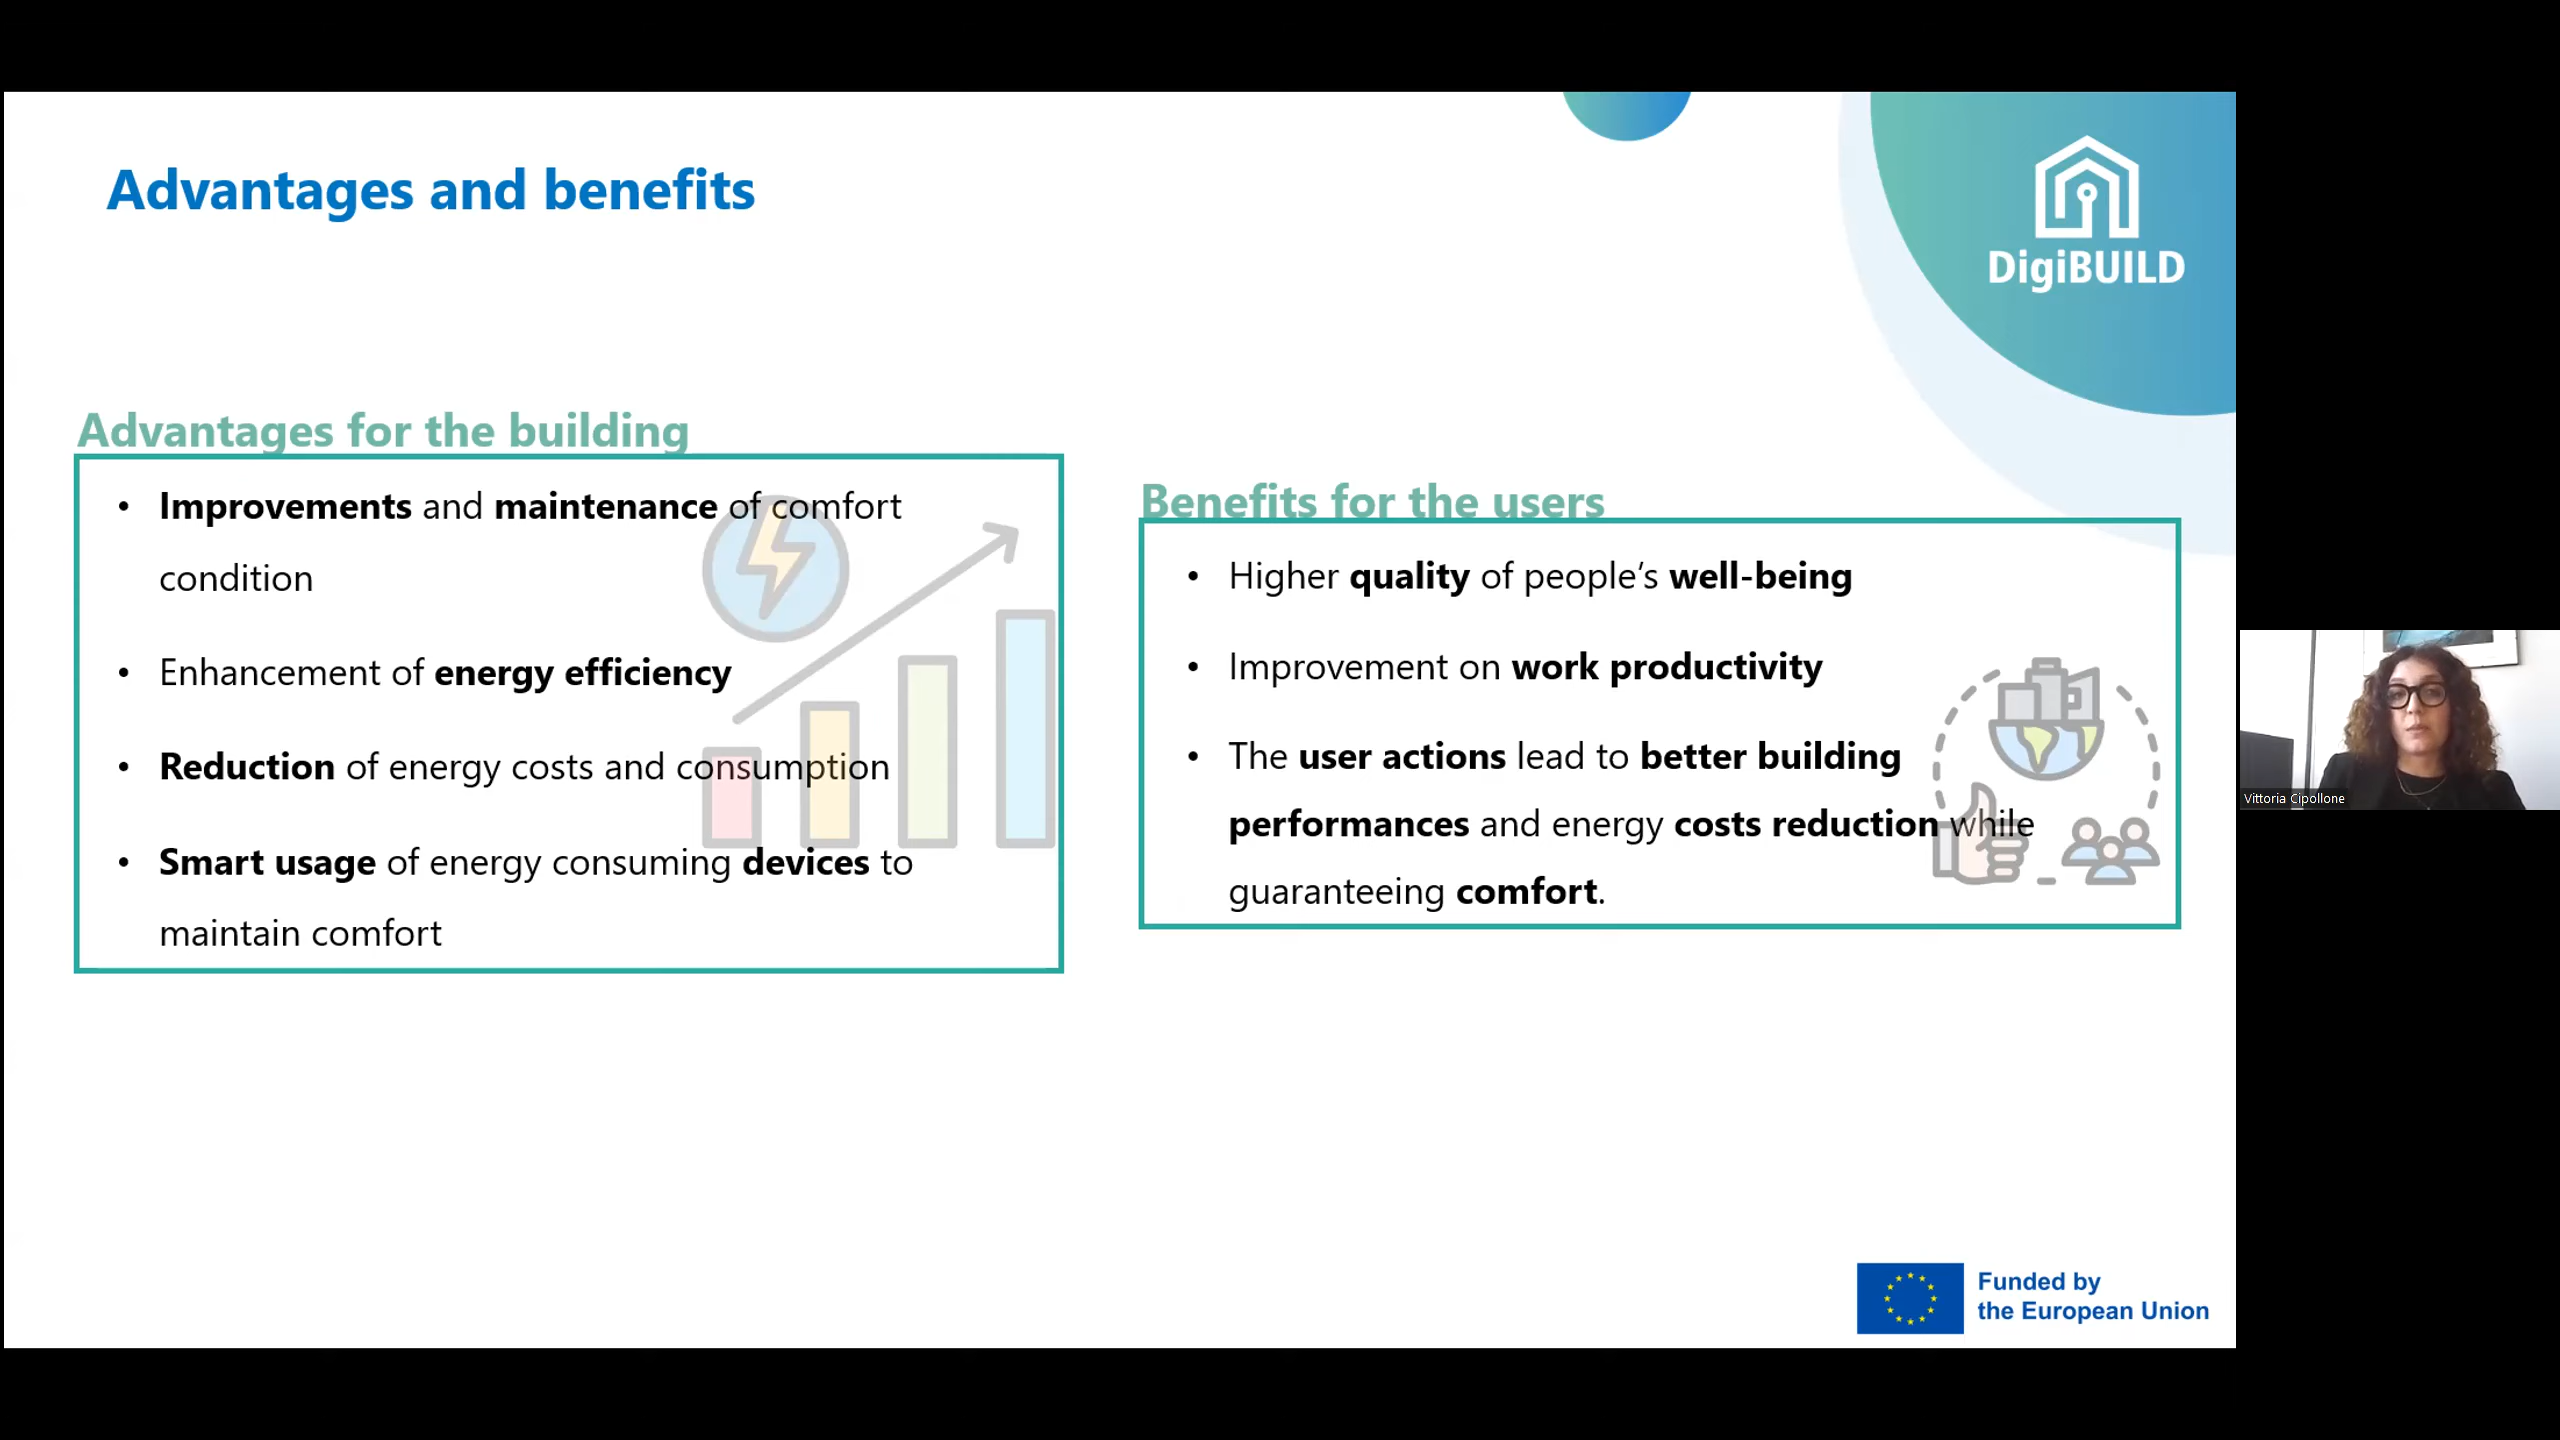 Advantages and benefits
DigiBUILD
Advantages for the building
• Improvements and maintenance of comfort
condition
• Enhancement of energy efficiency
• Reduction of energy costs and consumption
• Smart usage of energy consuming devices to
maintain comfort
Benefits for the users
• Higher quality of people’s well-being
• Improvement on work productivity
• The user actions lead to better building
performances and energy costs reduction while
guaranteeing comfort.
Vittoria Cipollone
Funded by
the European Union